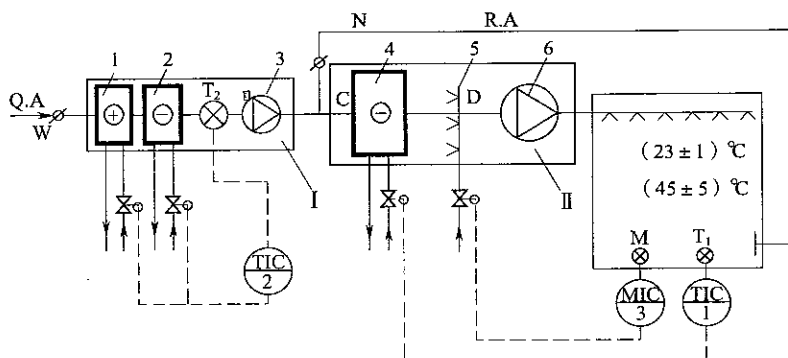 N R.A
1 2 3 4 5 6
Q.A
W
T₂
n
C D
I
II
(23±1)℃
(45±5)℃
M T₁
TIC
2
MIC
3
TIC
1